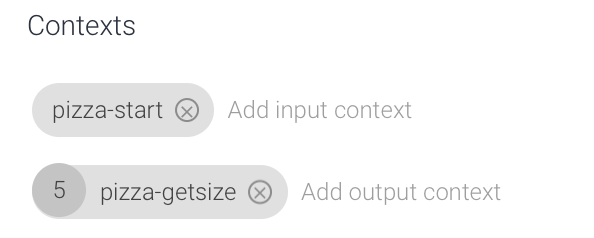 Contexts
pizza-start Add input context
5 pizza-getsize Add output context